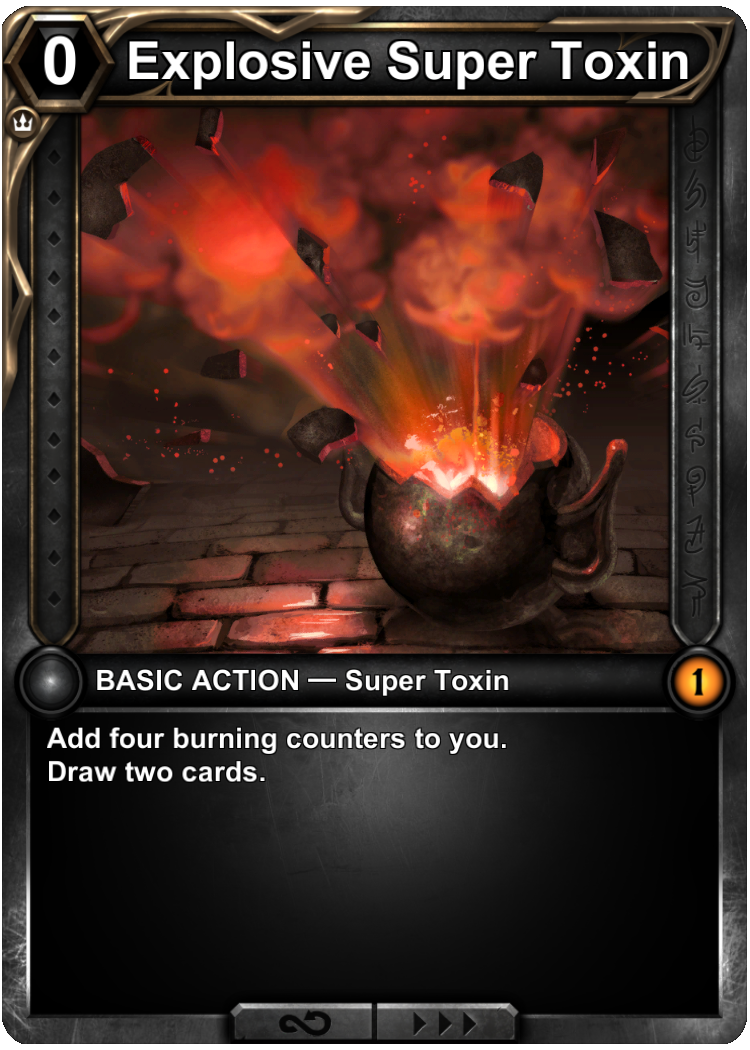 0 Explosive Super Toxin
BASIC ACTION — Super Toxin
1
Add four burning counters to you.
Draw two cards.